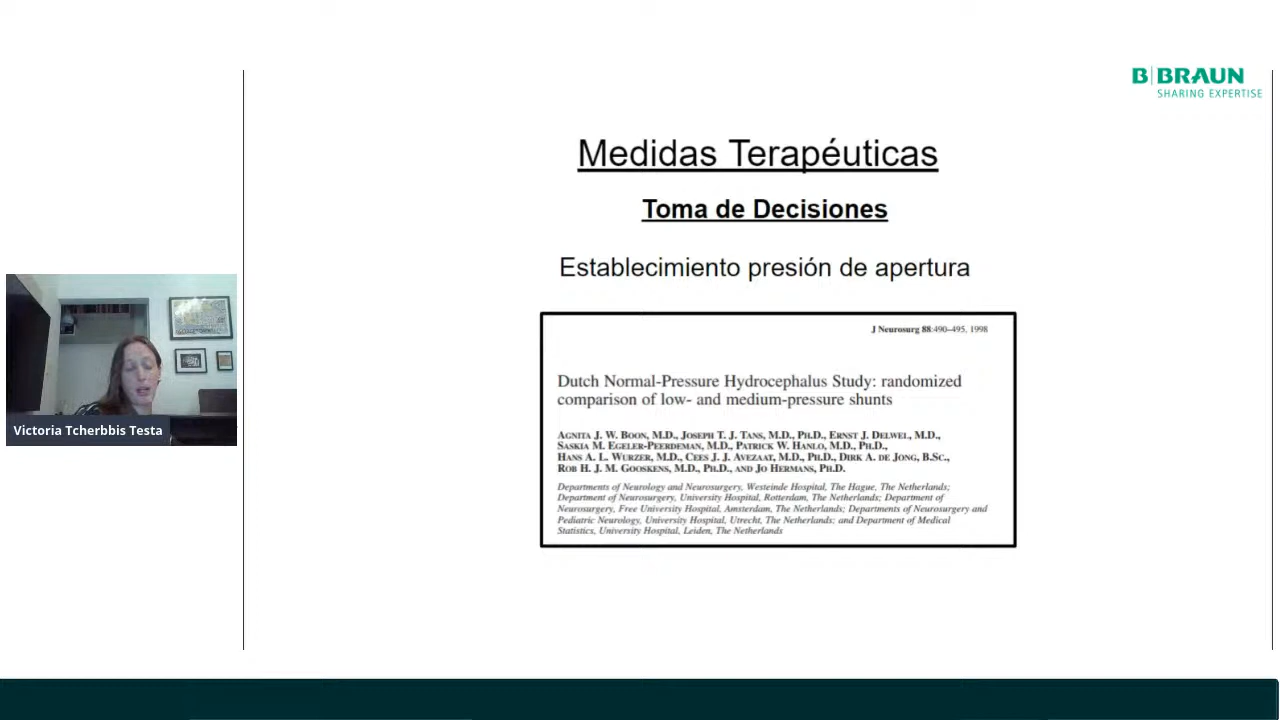 B BRAUN
SHARING EXPERTISE
Medidas Terapéuticas
Toma de Decisiones
Establecimiento presión de apertura
J Neurosurg 88:490–495, 1998
Dutch Normal-Pressure Hydrocephalus Study: randomized
comparison of low- and medium-pressure shunts
AGNITA J. W. BOON, M.D., JOSEPH T. J. TANS, M.D., PH.D., ERNST J. DELWEL, M.D.,
SASKIA M. EGELER-PEERDEMAN, M.D., PATRICK W. HANLO, M.D., PH.D.,
HANS A. L. WURZER, M.D., CEES J. J. AVEZAAT, M.D., PH.D., DIRK A. DE JONG, B.SC.,
ROB H. J. M. GOOSKENS, M.D., PH.D., AND JO HERMANS, PH.D.
Departments of Neurology and Neurosurgery, Westeinde Hospital, The Hague, The Netherlands;
Department of Neurosurgery, University Hospital, Rotterdam, The Netherlands; Department of
Neurosurgery, Free University Hospital, Amsterdam, The Netherlands; Departments of Neurosurgery and
Pediatric Neurology, University Hospital, Utrecht, The Netherlands; and Department of Medical
Statistics, University Hospital, Leiden, The Netherlands
Victoria Tcherbbis Testa